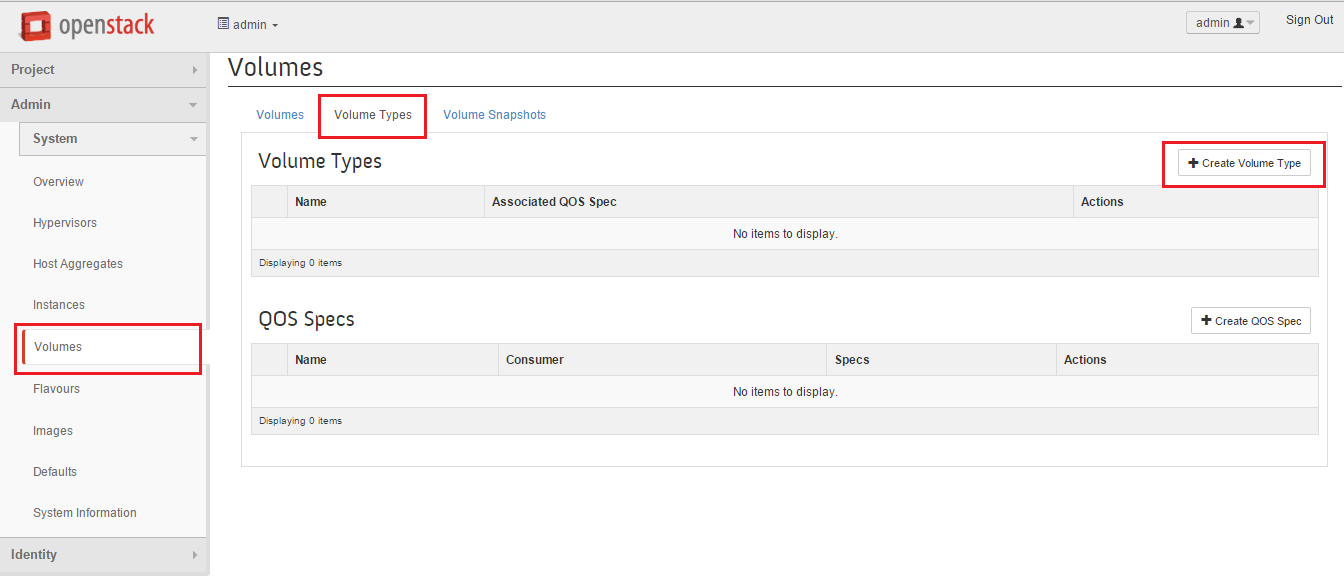 openstack
admin
admin
Sign Out
Project
Admin
System
Overview
Hypervisors
Host Aggregates
Instances
Volumes
Flavours
Images
Defaults
System Information
Identity
Volumes
Volumes Volume Types Volume Snapshots
Volume Types
Create Volume Type
Name Associated QOS Spec Actions
No items to display.
Displaying 0 items
QOS Specs
Create QOS Spec
Name Consumer Specs Actions
No items to display.
Displaying 0 items